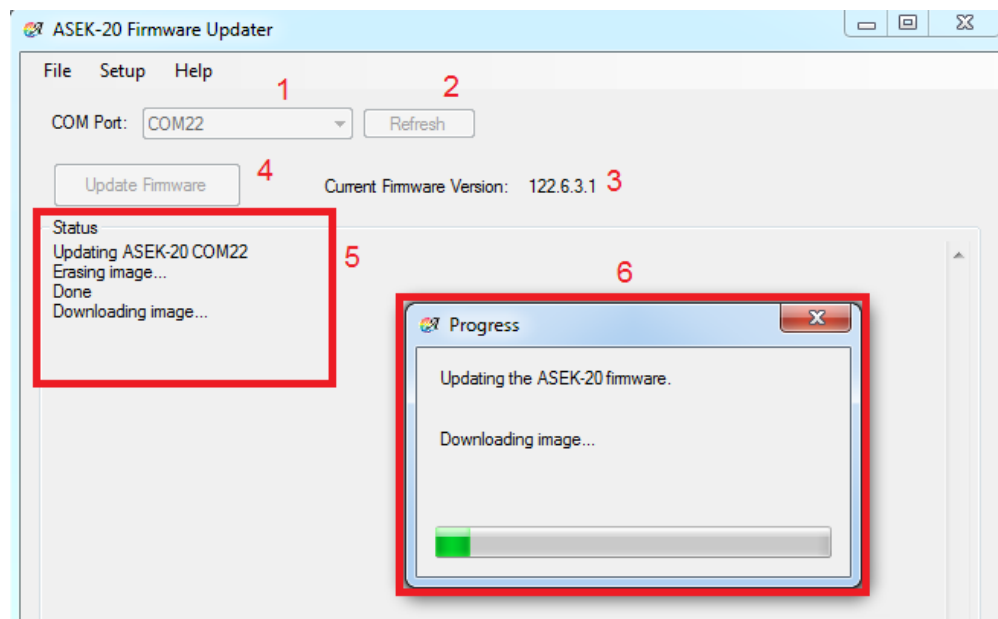 ASEK-20 Firmware Updater
File Setup Help
1
2
COM Port: COM22 Refresh
Update Firmware 4 Current Firmware Version: 122.6.3.1 3
Status
Updating ASEK-20 COM22
Erasing image...
Done
Downloading image...
5
6
Progress
Updating the ASEK-20 firmware.
Downloading image...